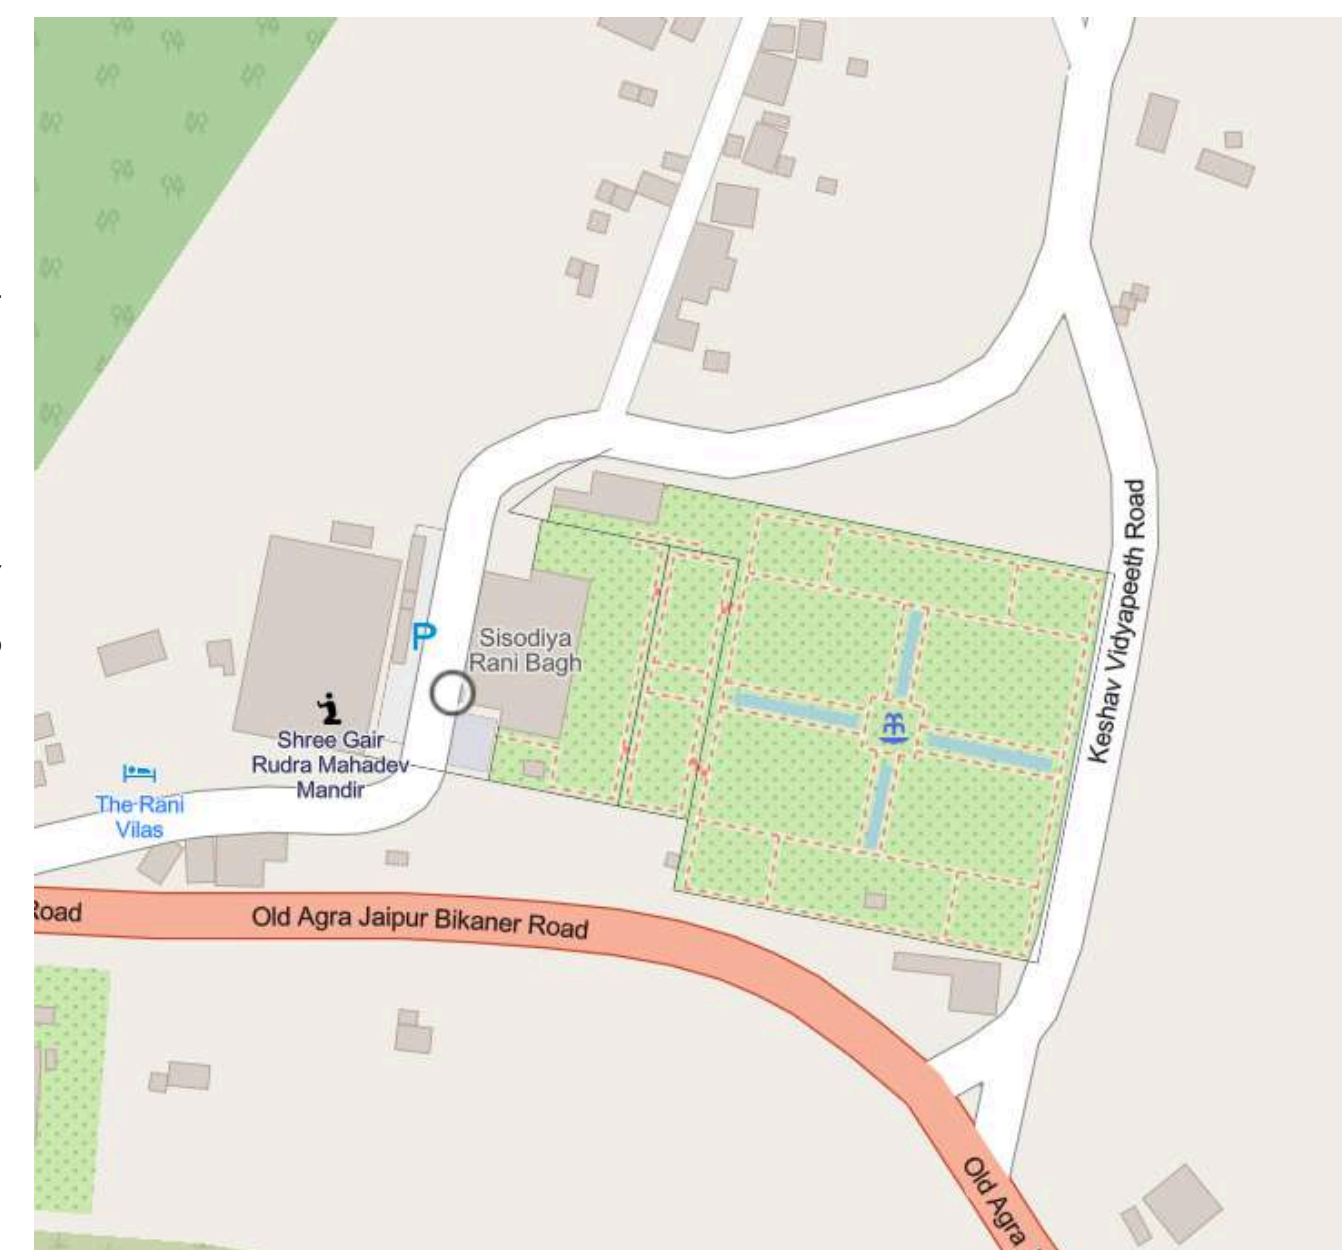 Keshav Vidyapeeth Road
P
Sisodiya
Rani Bagh
Shree Gair
Rudra Mahadev
Mandir
The Rani
Vilas
Road
Old Agra Jaipur Bikaner Road
Old Agra